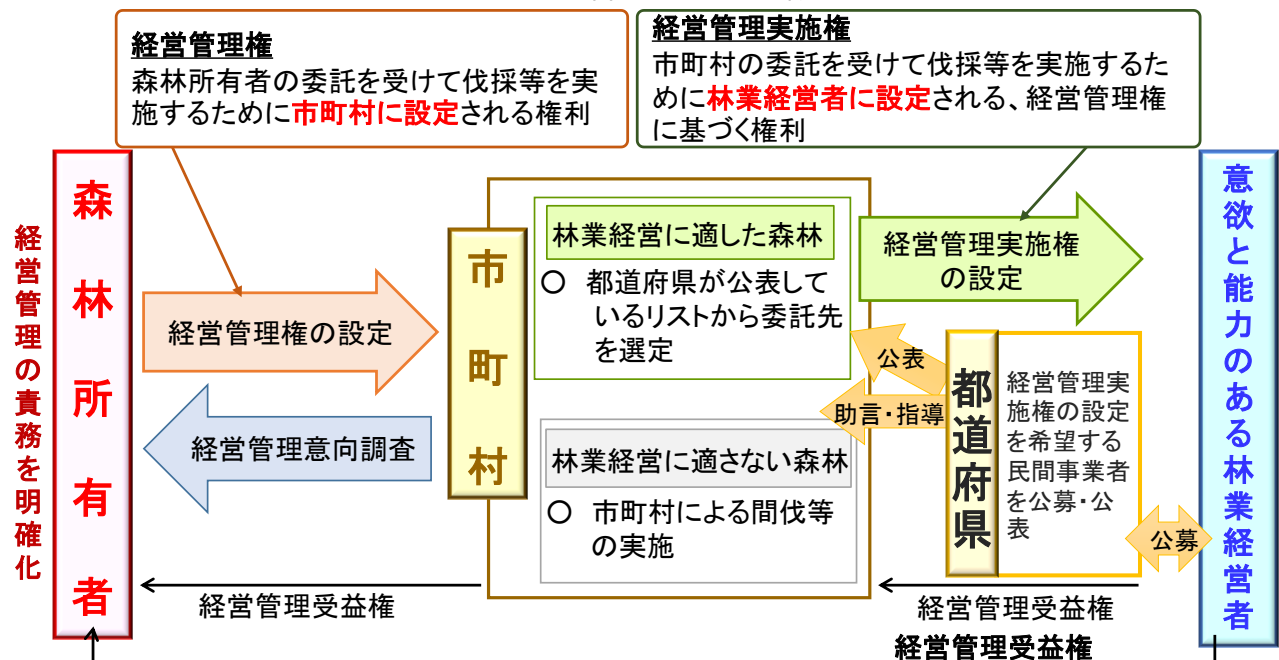 経営管理権
森林所有者の委託を受けて伐採等を実
施するために市町村に設定される権利
経営管理実施権
市町村の委託を受けて伐採等を実施するた
めに林業経営者に設定される、経営管理権
に基づく権利
経営管理の責務を明確化
森林所有者
経営管理権の設定
経営管理意向調査
市町村
林業経営に適した森林
○ 都道府県が公表して
いるリストから委託先
を選定
林業経営に適さない森林
○ 市町村による間伐等
の実施
経営管理実施権
の設定
公表
助言・指導
都道府県
経営管理実
施権の設定
を希望する
民間事業者
を公募・公
表
公募
意欲と能力のある林業経営者
経営管理受益権
経営管理受益権
経営管理受益権